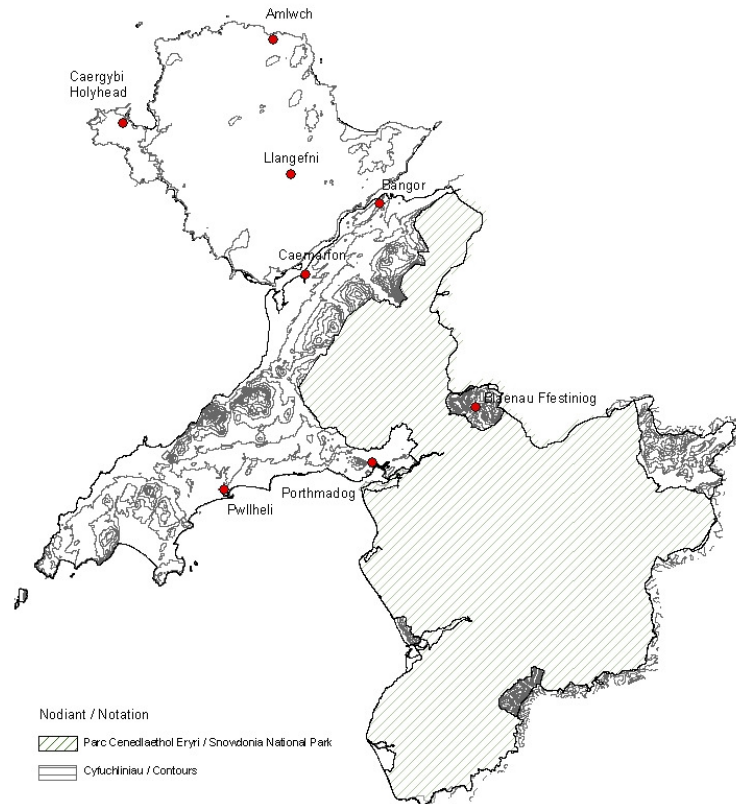 Amlwch
Caergybi
Holyhead
Llangefni
Bangor
Caernarfon
Blaenau Ffestiniog
Porthmadog
Pwllheli
Nodiant / Notation
Parc Cenedlaethol Eryri / Snowdonia National Park
Cyfuchliniau / Contours